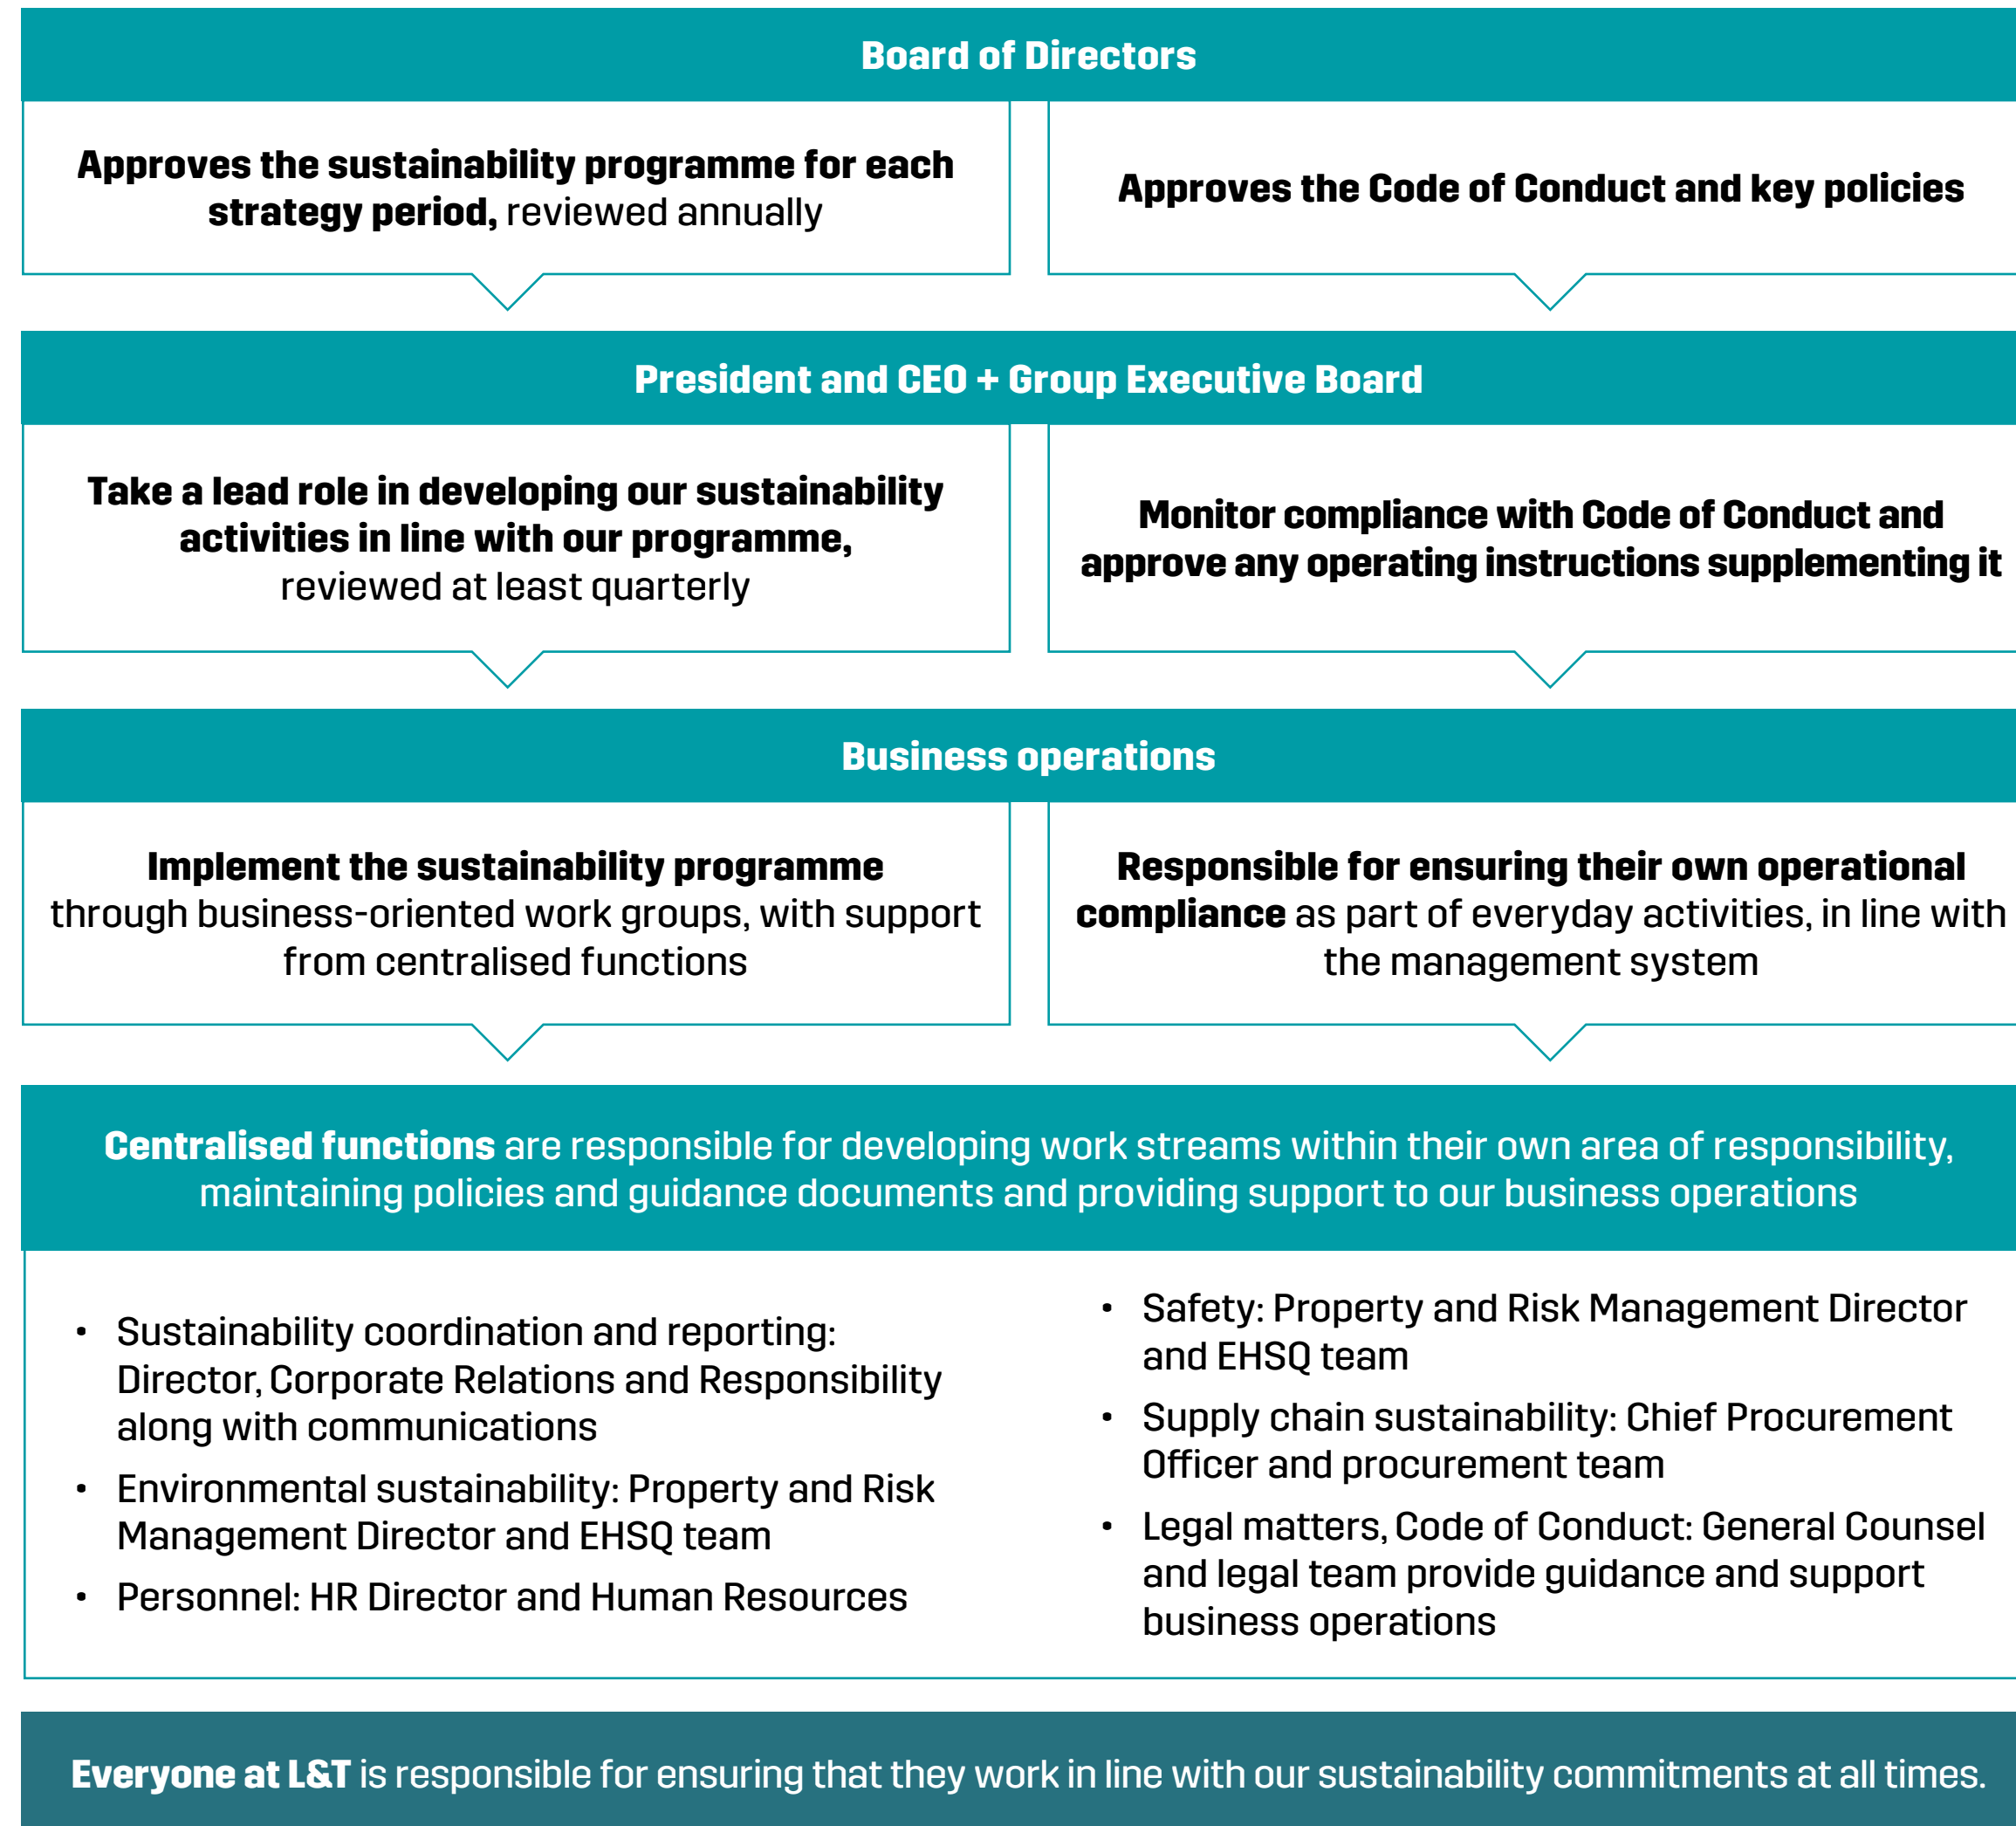 Board of Directors
Approves the sustainability programme for each
strategy period, reviewed annually
Approves the Code of Conduct and key policies
President and CEO + Group Executive Board
Take a lead role in developing our sustainability
activities in line with our programme,
reviewed at least quarterly
Monitor compliance with Code of Conduct and
approve any operating instructions supplementing it
Business operations
Implement the sustainability programme
through business-oriented work groups, with support
from centralised functions
Responsible for ensuring their own operational
compliance as part of everyday activities, in line with
the management system
Centralised functions are responsible for developing work streams within their own area of responsibility,
maintaining policies and guidance documents and providing support to our business operations
• Sustainability coordination and reporting:
Director, Corporate Relations and Responsibility
along with communications
• Environmental sustainability: Property and Risk
Management Director and EHSQ team
• Personnel: HR Director and Human Resources
• Safety: Property and Risk Management Director
and EHSQ team
• Supply chain sustainability: Chief Procurement
Officer and procurement team
• Legal matters, Code of Conduct: General Counsel
and legal team provide guidance and support
business operations
Everyone at L&T is responsible for ensuring that they work in line with our sustainability commitments at all times.